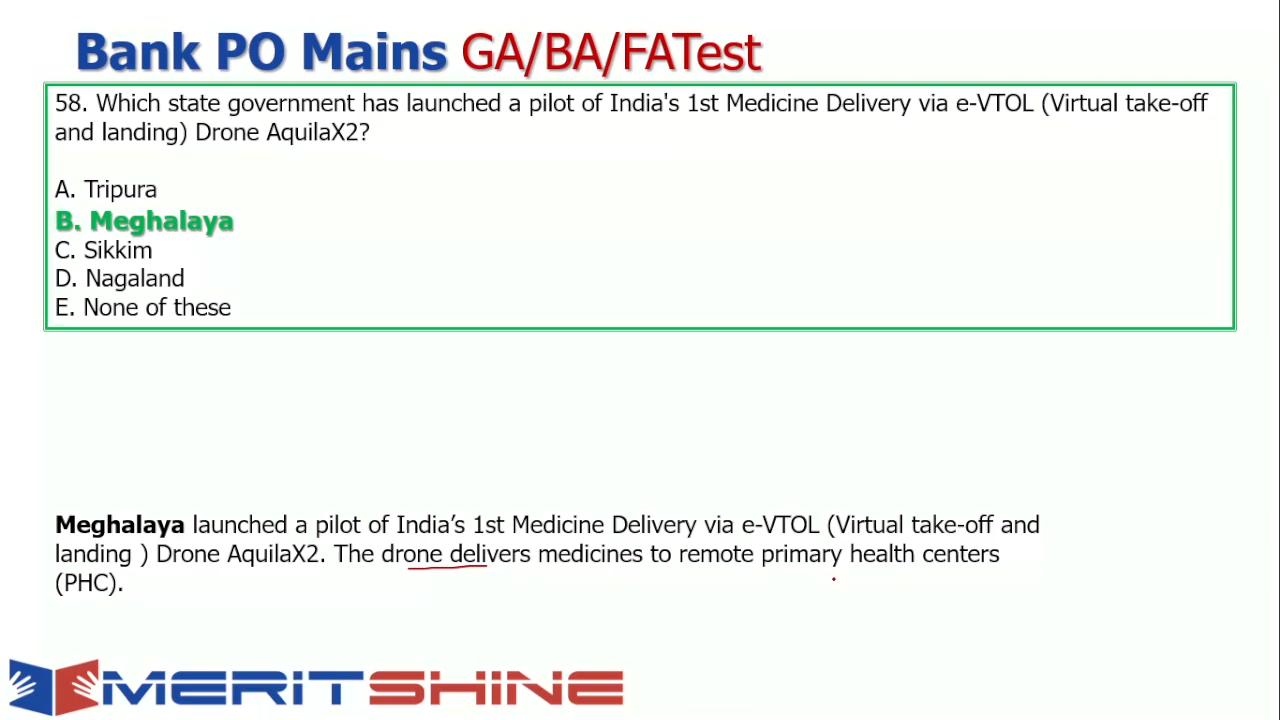 Bank PO Mains GA/BA/FATest
58. Which state government has launched a pilot of India's 1st Medicine Delivery via e-VTOL (Virtual take-off
and landing) Drone AquilaX2?
A. Tripura
B. Meghalaya
C. Sikkim
D. Nagaland
E. None of these
Meghalaya launched a pilot of India’s 1st Medicine Delivery via e-VTOL (Virtual take-off and
landing ) Drone AquilaX2. The drone delivers medicines to remote primary health centers
(PHC).
MERITSHINE